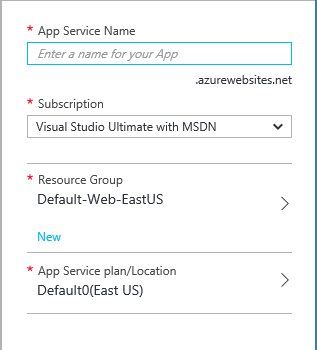 * App Service Name
Enter a name for your App
.azurewebsites.net
* Subscription
Visual Studio Ultimate with MSDN
* Resource Group
Default-Web-EastUS
New
* App Service plan/Location
Default0(East US)